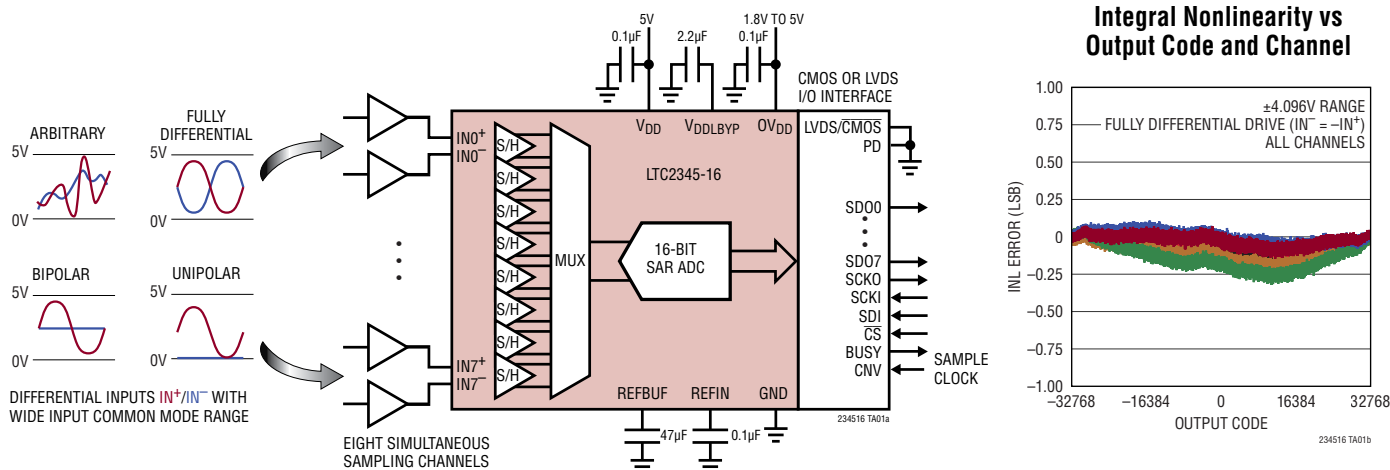 ARBITRARY
5V
0V
FULLY
DIFFERENTIAL
5V
0V
BIPOLAR
5V
0V
UNIPOLAR
5V
0V
DIFFERENTIAL INPUTS IN+/IN− WITH
WIDE INPUT COMMON MODE RANGE
EIGHT SIMULTANEOUS
SAMPLING CHANNELS
5V
0.1µF
2.2µF
1.8V TO 5V
0.1µF
CMOS OR LVDS
I/O INTERFACE
VDD
VDDLBYP
OVDD
IN0+
IN0−
IN7+
IN7−
S/H
S/H
S/H
S/H
S/H
S/H
S/H
S/H
MUX
LTC2345-16
16-BIT
SAR ADC
REFBUF
REFIN
GND
47µF
0.1µF
LVDS/C̅M̅O̅S̅
PD
SDO0
SDO7
SCKO
SCKI
SDI
C̅S̅
BUSY
CNV
SAMPLE
CLOCK
234516 TA01a
Integral Nonlinearity vs
Output Code and Channel
±4.096V RANGE
FULLY DIFFERENTIAL DRIVE (IN− = −IN+)
ALL CHANNELS
INL ERROR (LSB)
1.00
0.75
0.50
0.25
0
−0.25
−0.50
−0.75
−1.00
−32768
−16384
0
16384
32768
OUTPUT CODE
234516 TA01b